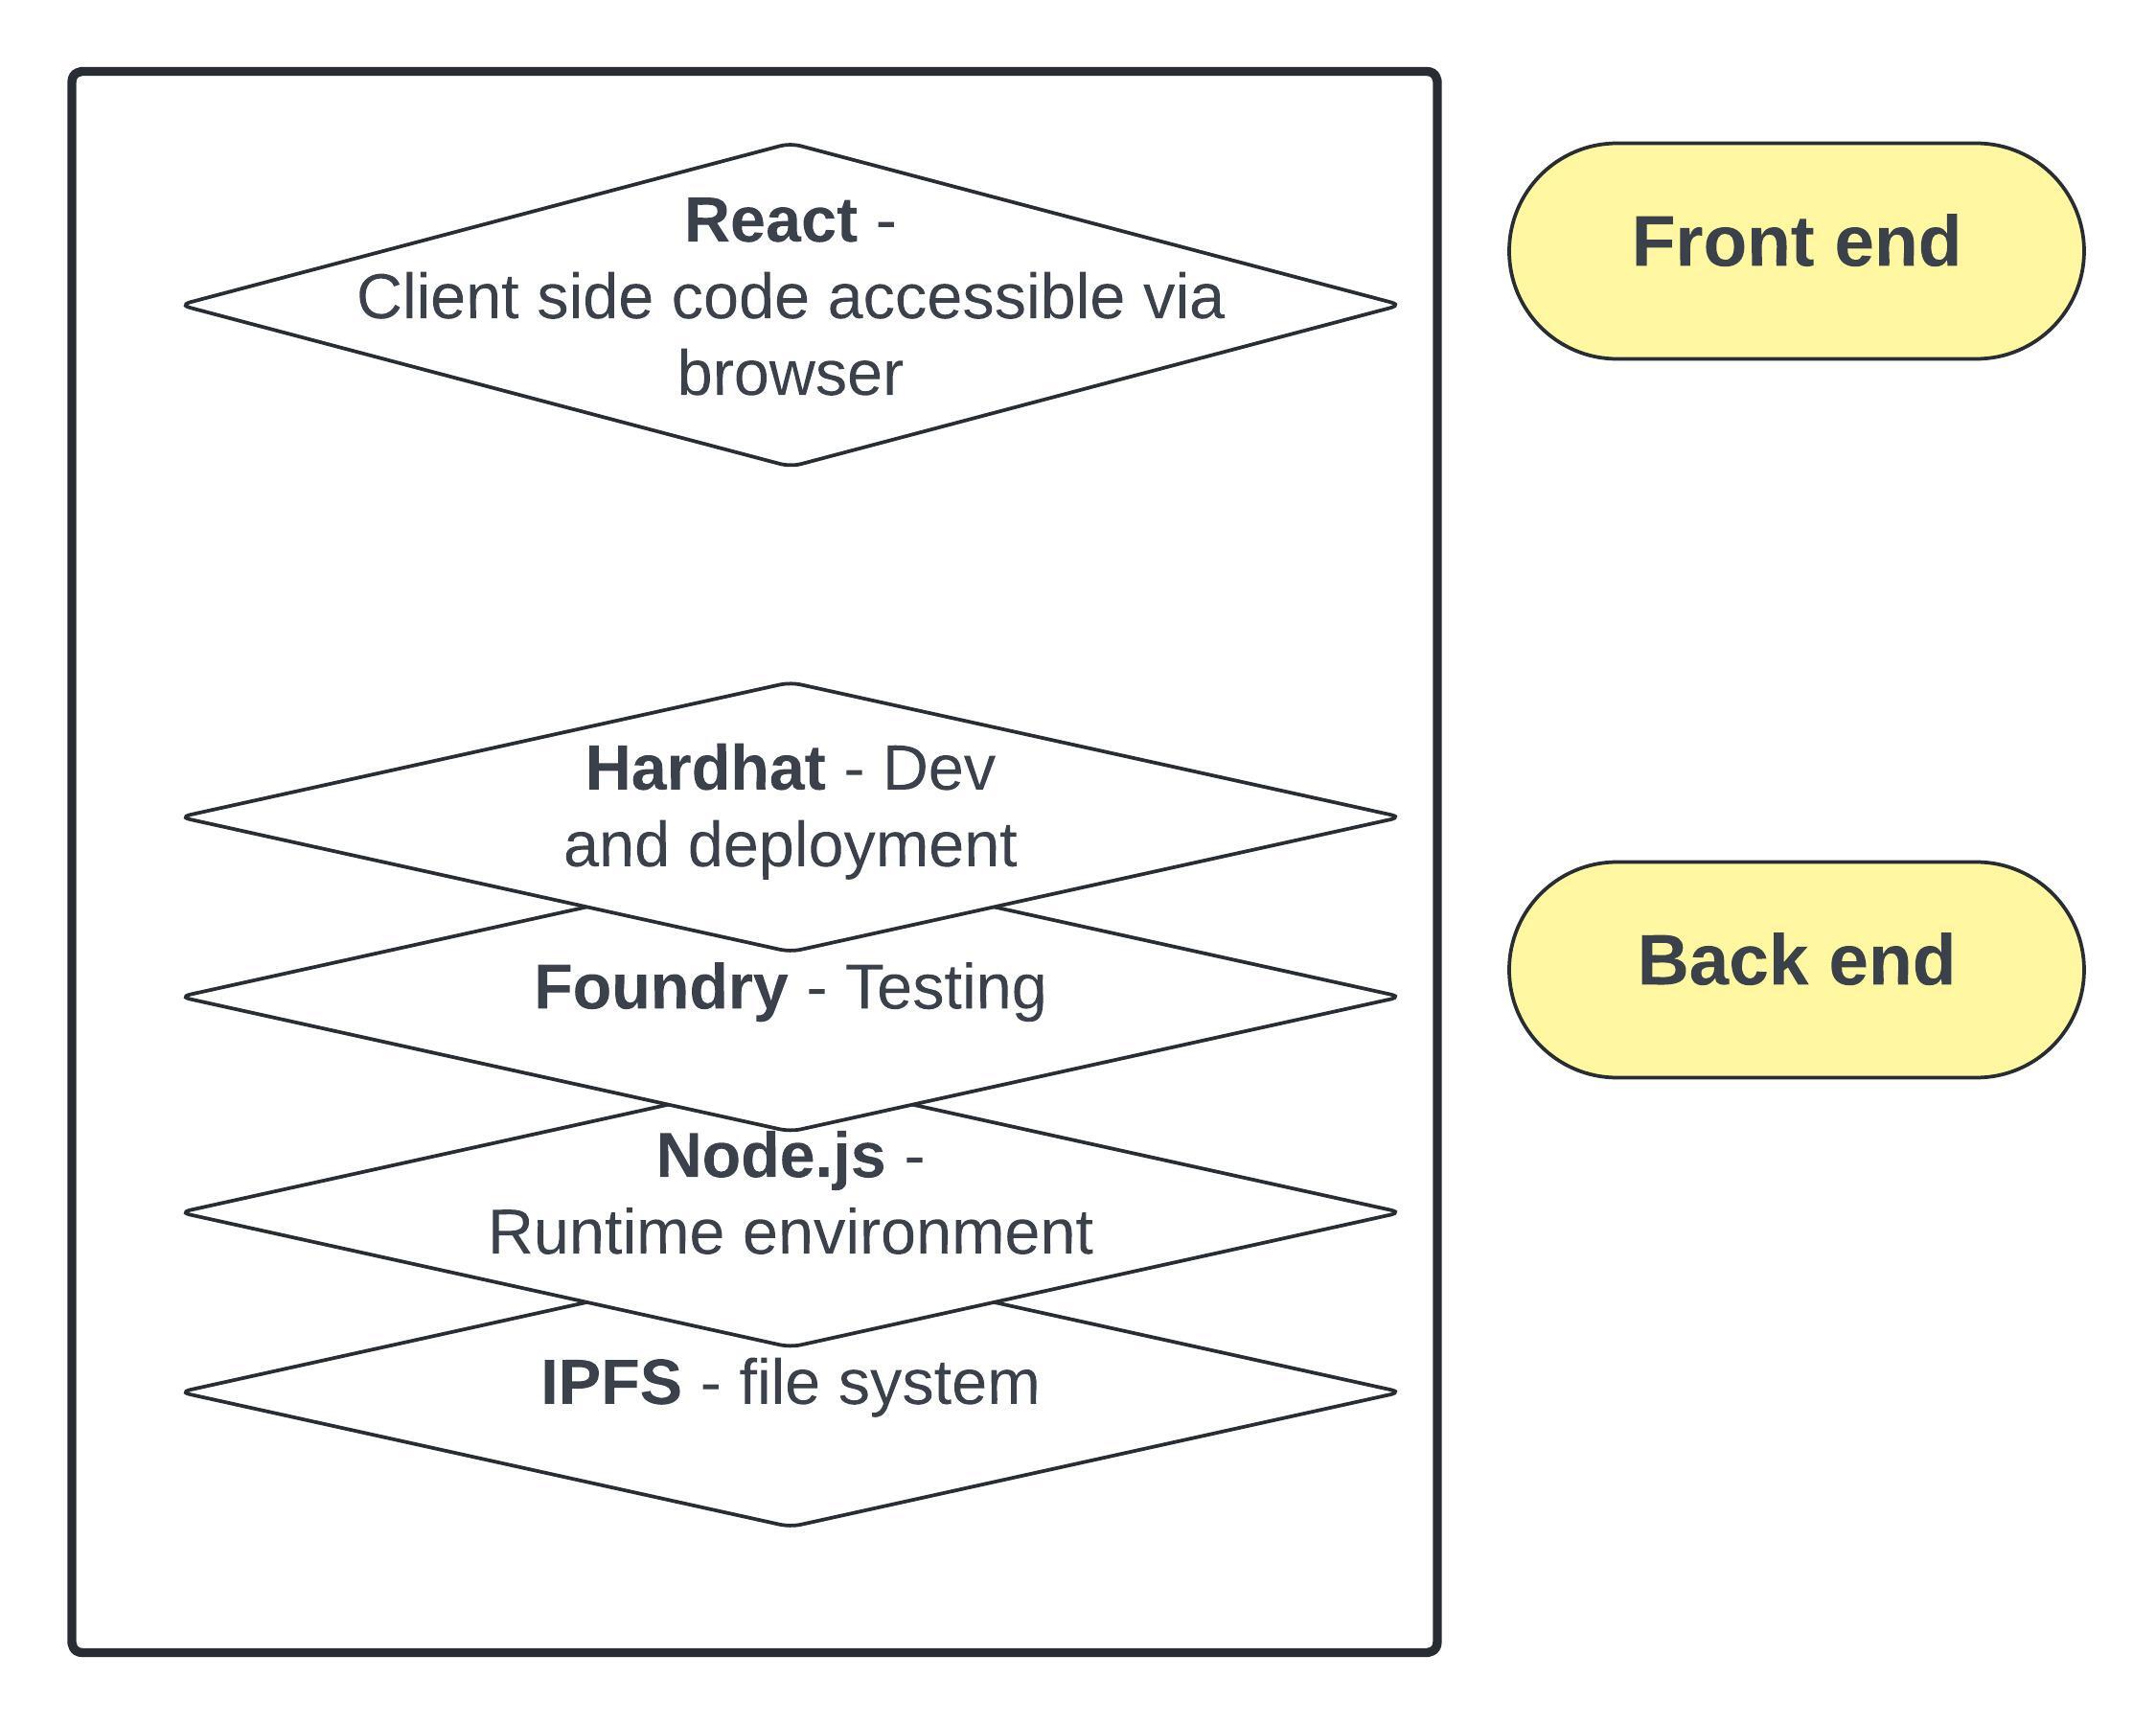 React -
Client side code accessible via
browser
Front end
Hardhat - Dev
and deployment
Foundry - Testing
Back end
Node.js -
Runtime environment
IPFS - file system